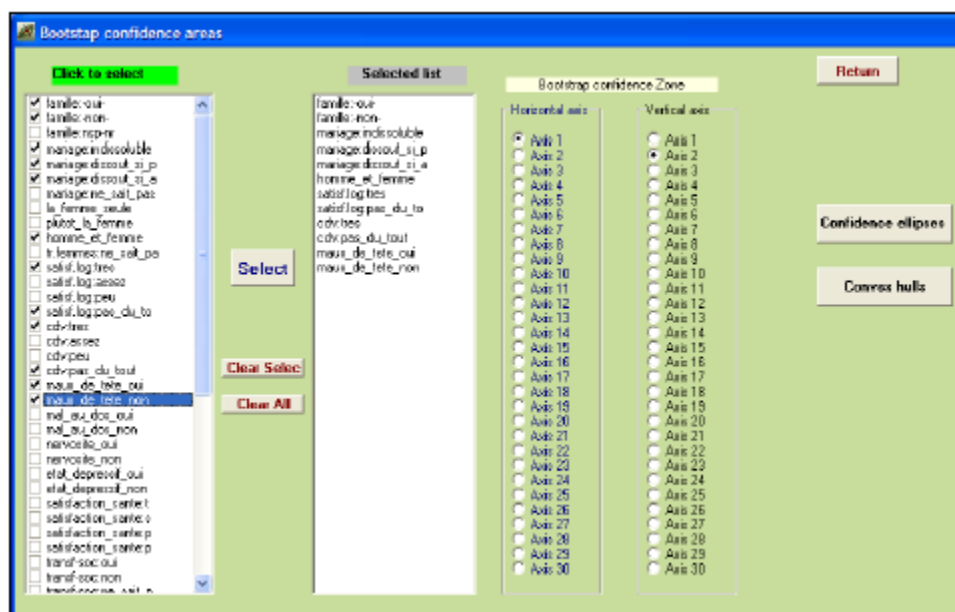 Bootstap confidence areas
Click to select
famille:-oui-
famille:-non-
famille:nsp-nr
mariage:indissoluble
mariage:dissout_si_p
mariage:dissout_si_a
mariage:ne_sait_pas
la_femme_seule
plutot_la_femme
homme_et_femme
tr.femmes:ne_sait_pa
satisf.log:tres
satisf.log:assez
satisf.log:peu
satisf.log:pas_du_to
cdv:tres
cdv:assez
cdv:peu
cdv:pas_du_tout
maux_de_tete_oui
maux_de_tete_non
mal_au_dos_oui
mal_au_dos_non
nervosite_oui
nervosite_non
etat_depressif_oui
etat_depressif_non
satisfaction_sante:t
satisfaction_sante:s
satisfaction_sante:p
satisfaction_sante:p
transf-soc:oui
transf-soc:non
transf-soc:ne_sait_p
Select
Clear Selec
Clear All
Selected list
famille:-oui-
famille:-non-
mariage:indissoluble
mariage:dissout_si_p
mariage:dissout_si_a
homme_et_femme
satisf.log:tres
satisf.log:pas_du_to
cdv:tres
cdv:pas_du_tout
maux_de_tete_oui
maux_de_tete_non
Bootstrap confidence Zone
Horizontal axis
Axis 1
Axis 2
Axis 3
Axis 4
Axis 5
Axis 6
Axis 7
Axis 8
Axis 9
Axis 10
Axis 11
Axis 12
Axis 13
Axis 14
Axis 15
Axis 16
Axis 17
Axis 18
Axis 19
Axis 20
Axis 21
Axis 22
Axis 23
Axis 24
Axis 25
Axis 26
Axis 27
Axis 28
Axis 29
Axis 30
Vertical axis
Axis 1
Axis 2
Axis 3
Axis 4
Axis 5
Axis 6
Axis 7
Axis 8
Axis 9
Axis 10
Axis 11
Axis 12
Axis 13
Axis 14
Axis 15
Axis 16
Axis 17
Axis 18
Axis 19
Axis 20
Axis 21
Axis 22
Axis 23
Axis 24
Axis 25
Axis 26
Axis 27
Axis 28
Axis 29
Axis 30
Return
Confidence ellipses
Convex hulls